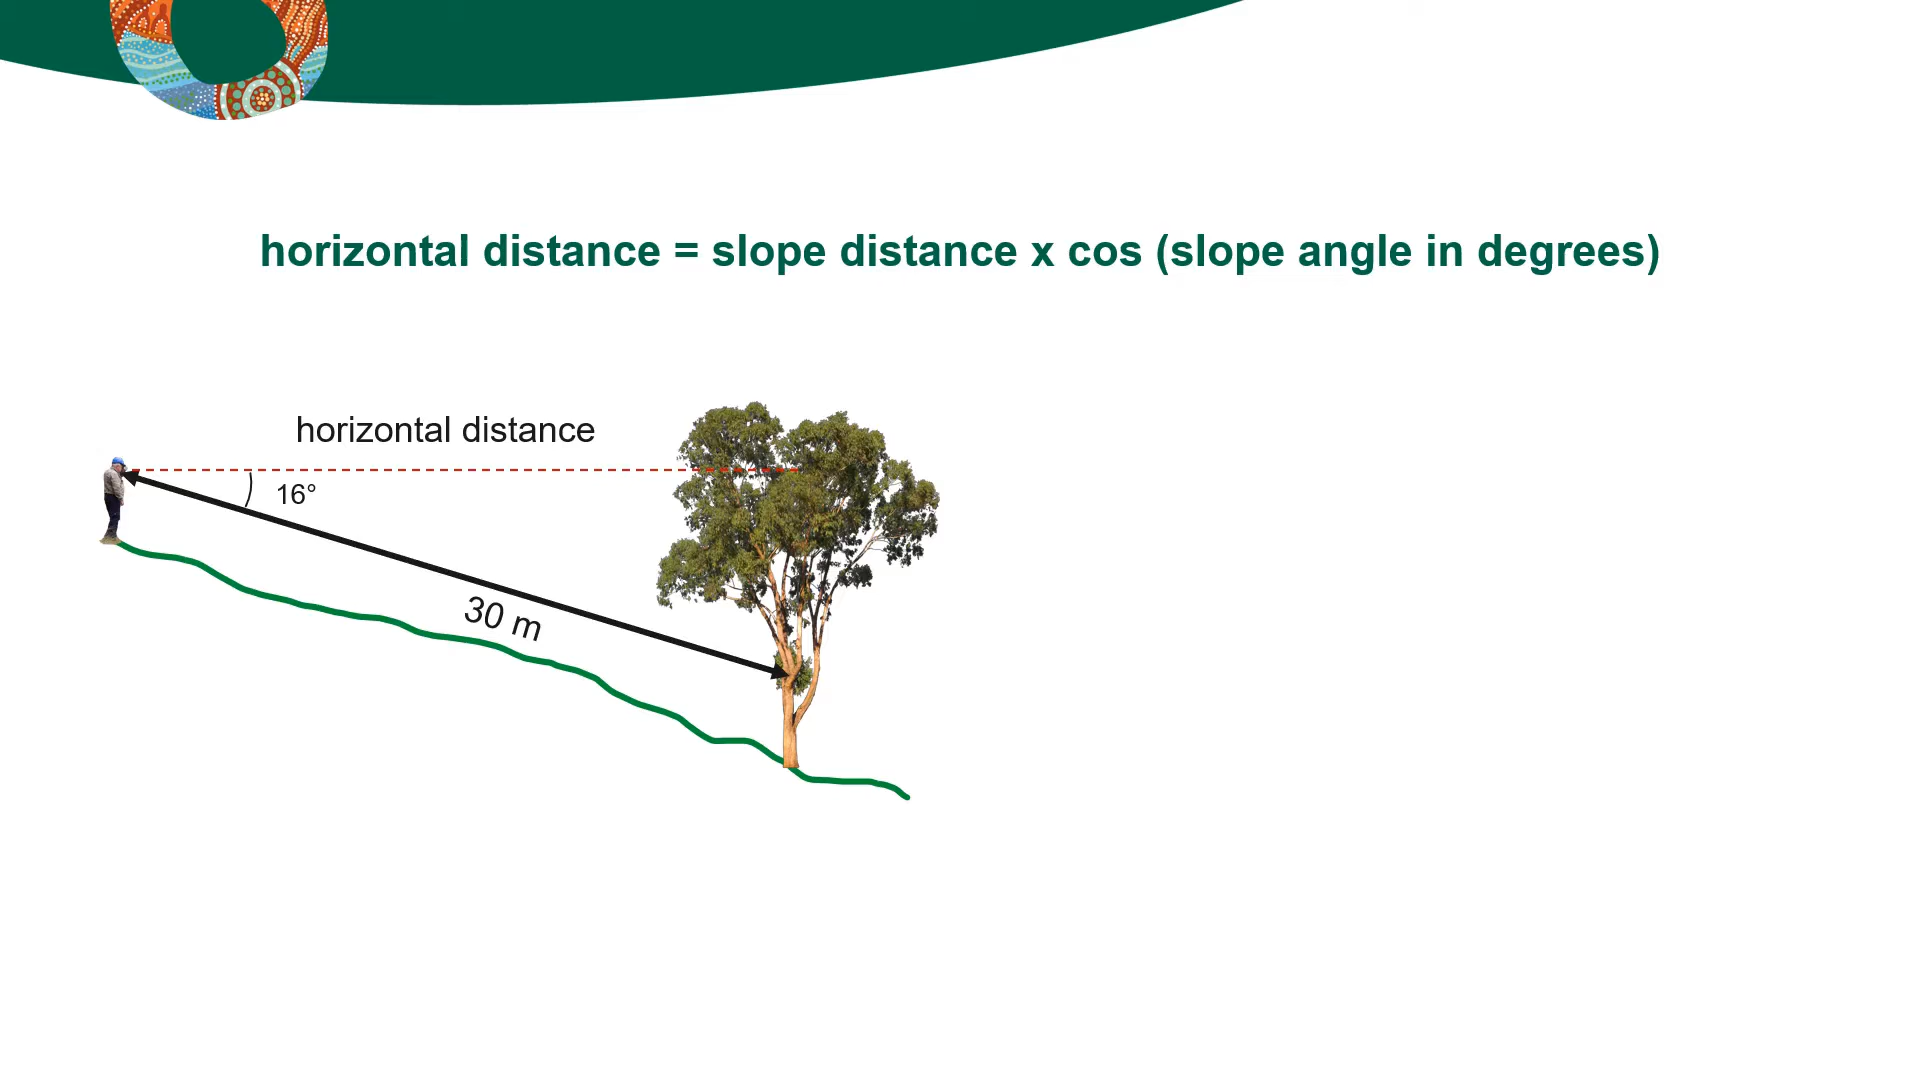 horizontal distance = slope distance x cos (slope angle in degrees)
horizontal distance
16°
30 m